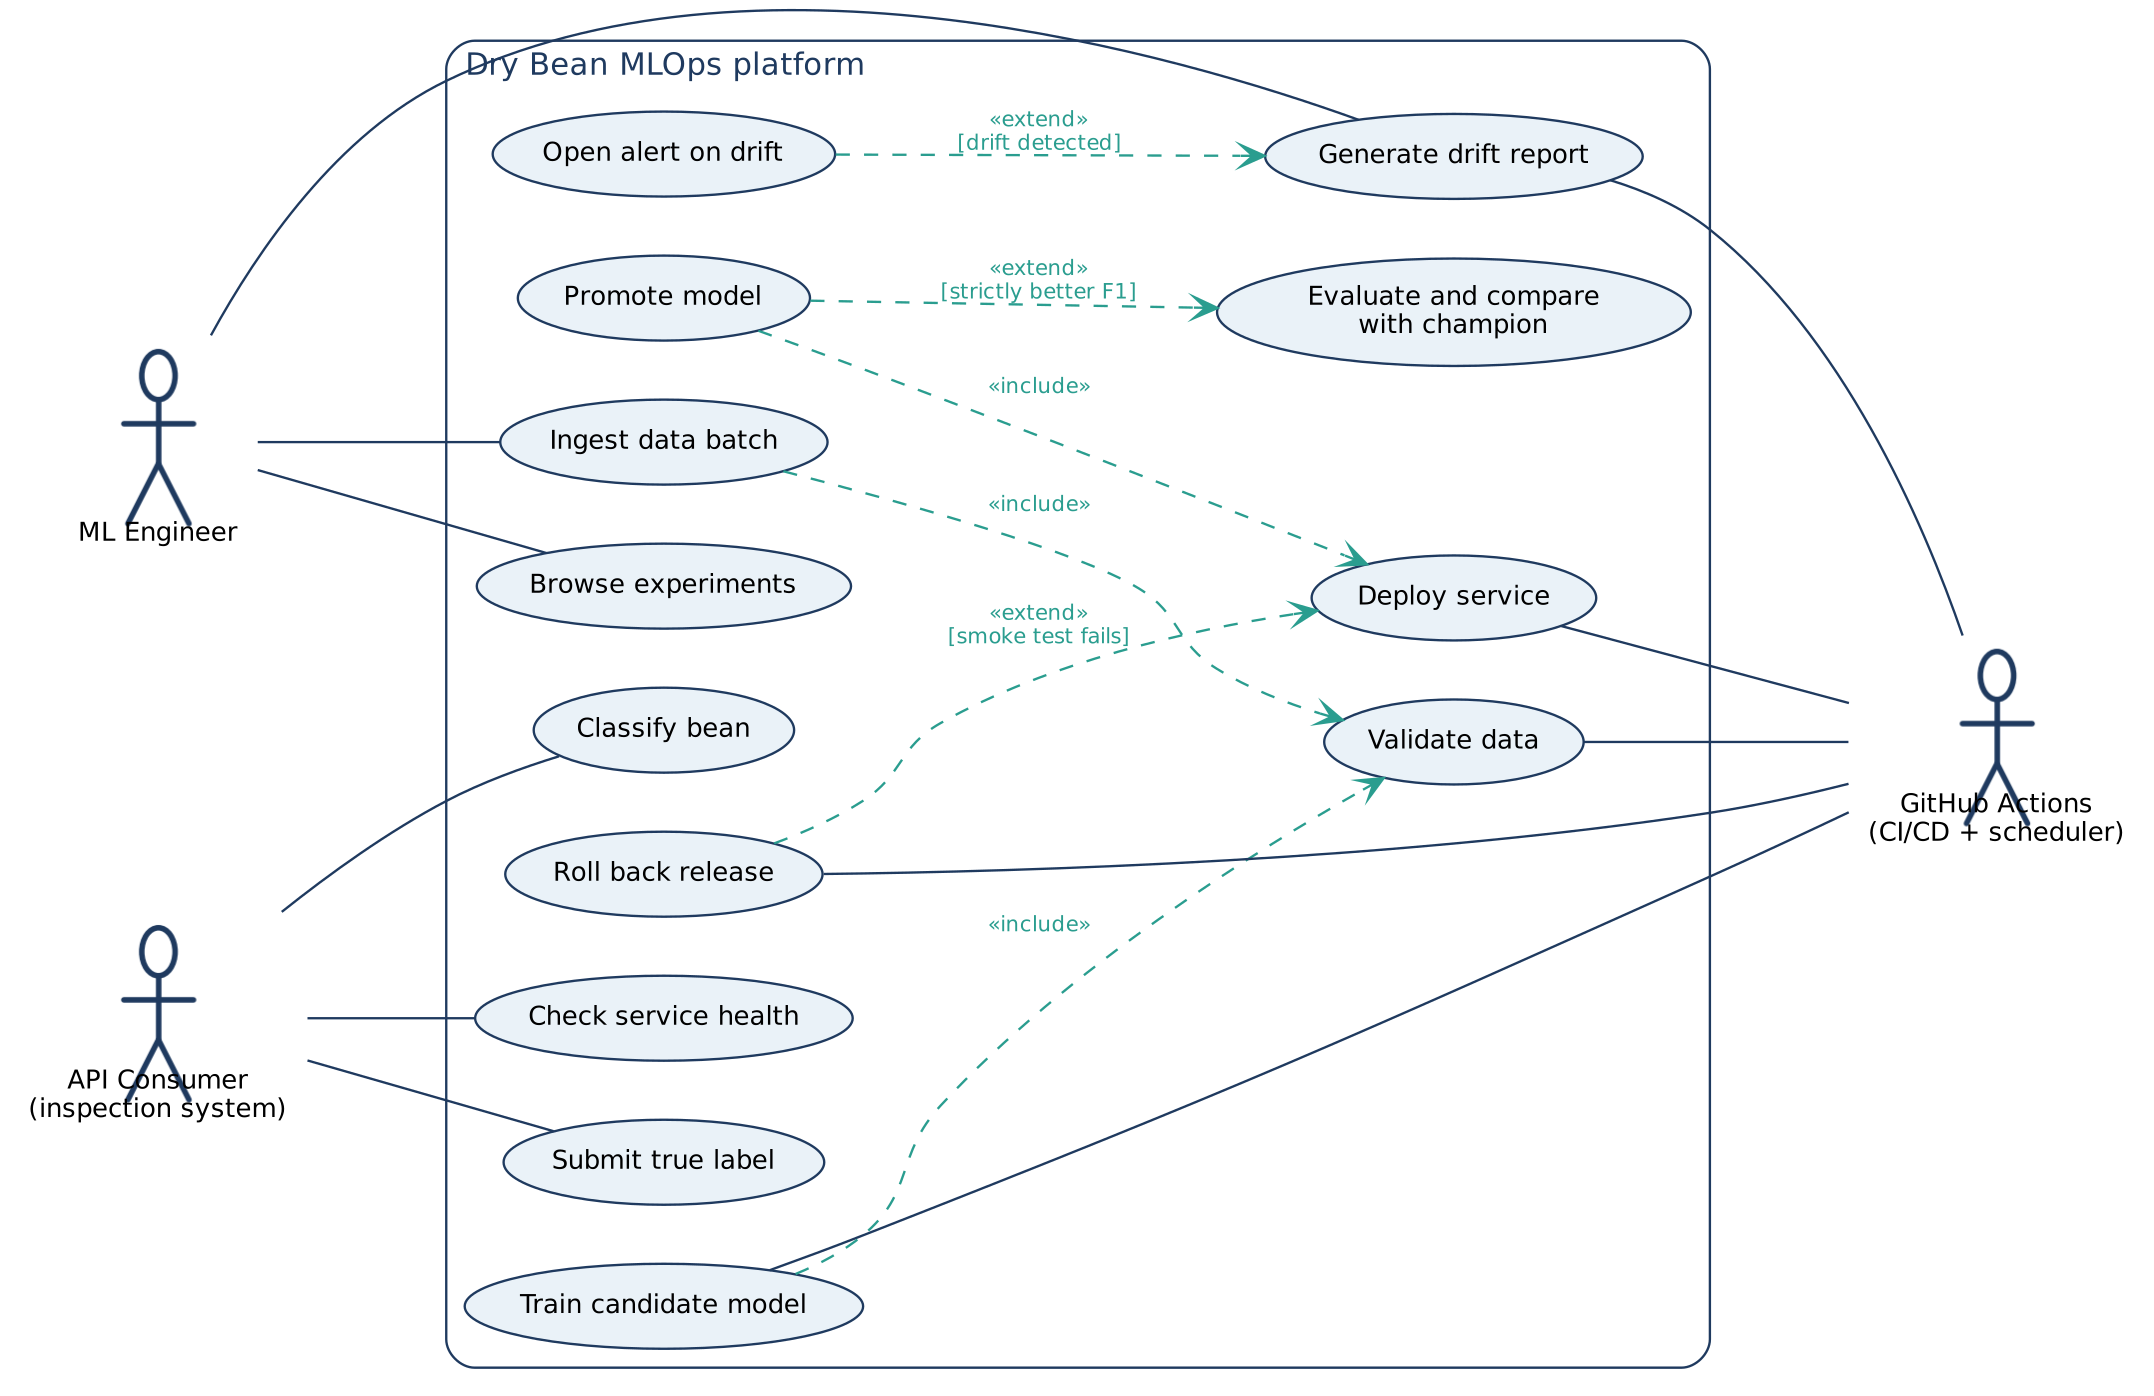 Dry Bean MLOps platform
Open alert on drift
«extend»
[drift detected]
Generate drift report
Promote model
«extend»
[strictly better F1]
Evaluate and compare
with champion
«include»
Ingest data batch
«include»
ML Engineer
Browse experiments
«extend»
[smoke test fails]
Deploy service
Classify bean
Validate data
GitHub Actions
(CI/CD + scheduler)
Roll back release
«include»
Check service health
API Consumer
(inspection system)
Submit true label
Train candidate model